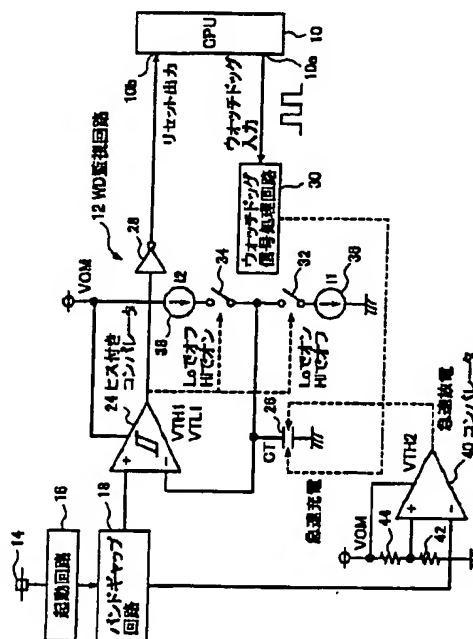 14
起動回路
16
バンドギャップ
回路
18
24 ヒス付き
コンパレータ
VTH1
VTL1
VOM
12 WD監視回路
28
リセット出力
10b
CPU
10
10a
ウォッチドッグ
入力
30
ウォッチドッグ
信号処理回路
38
I2
34
LoでオフHiでオン
32
LoでオンHiでオフ
I1
36
CT
26
急速充電
急速放電
VOM
44
42
VTH2
40 コンパレータ